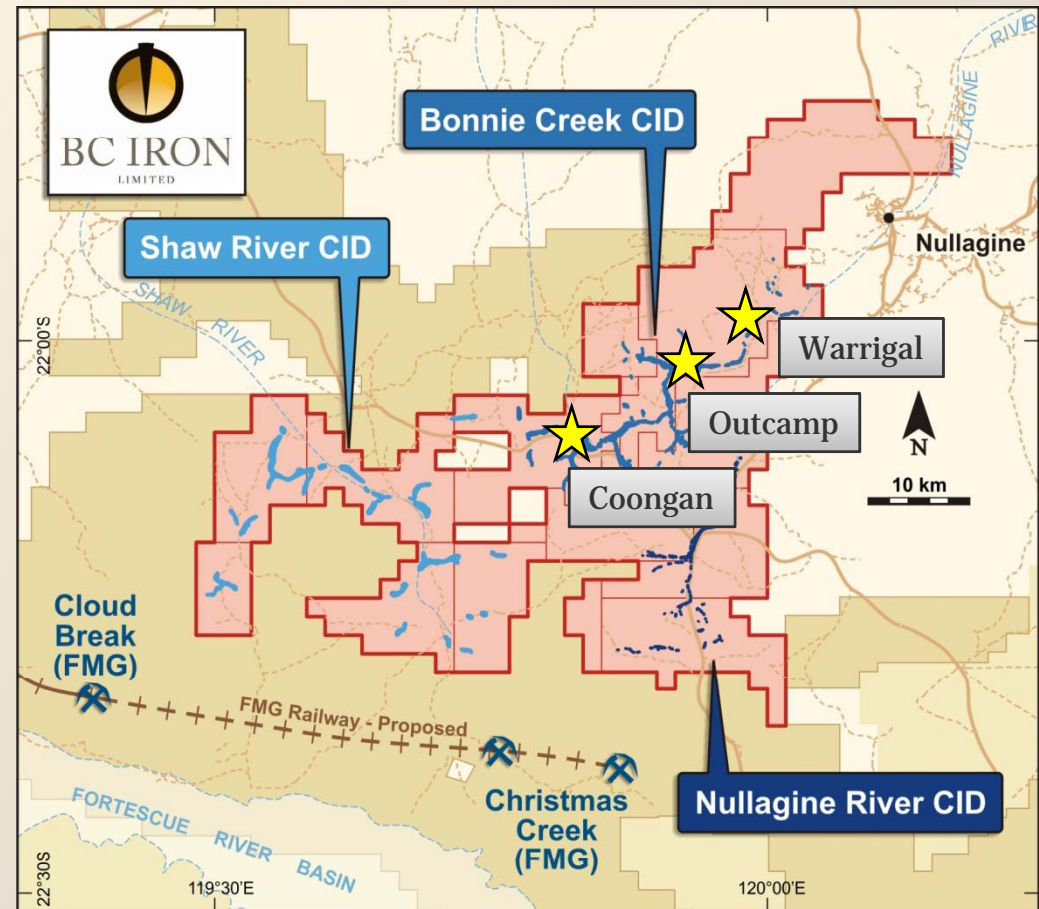 BC IRON
LIMITED
Bonnie Creek CID
Shaw River CID
NULLAGINE
RIVER
Nullagine
SHAW RIVER
22°00'S
Warrigal
Outcamp
Coongan
N
10 km
Cloud
Break
(FMG)
FMG Railway - Proposed
Christmas
Creek
(FMG)
Nullagine River CID
FORTESCUE RIVER BASIN
22°30'S
119°30'E
120°00'E